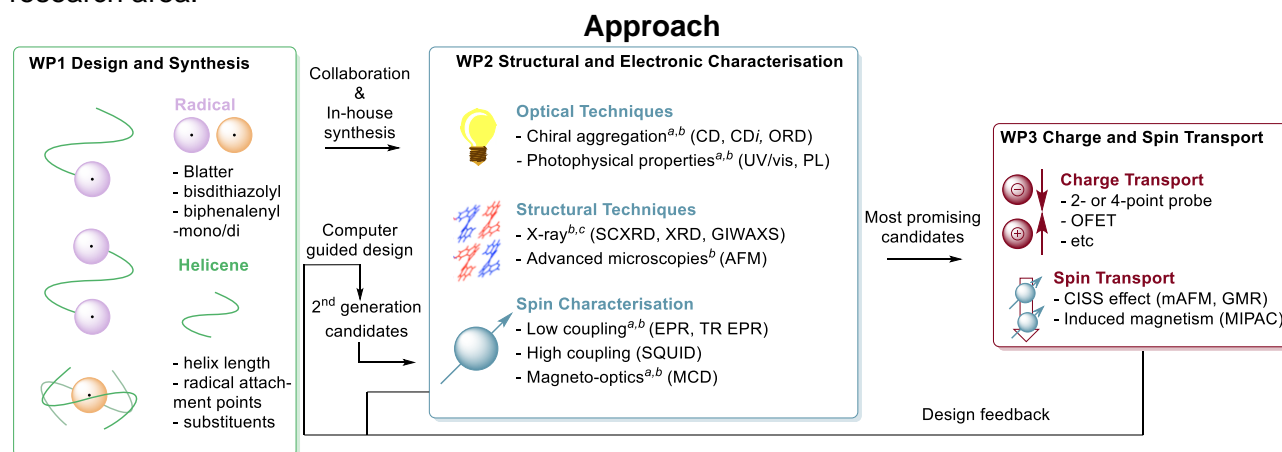 research area.
Approach
WP1 Design and Synthesis
Radical
- Blatter
- bisdithiazolyl
- biphenalenyl
-mono/di
Helicene
- helix length
- radical attach-
ment points
- substituents
Collaboration
&
In-house
synthesis
Computer
guided design
2nd generation
candidates
WP2 Structural and Electronic Characterisation
Optical Techniques
- Chiral aggregationa,b (CD, CDi, ORD)
- Photophysical propertiesa,b (UV/vis, PL)
Structural Techniques
- X-rayb,c (SCXRD, XRD, GIWAXS)
- Advanced microscopiesb (AFM)
Spin Characterisation
- Low couplinga,b (EPR, TR EPR)
- High coupling (SQUID)
- Magneto-opticsa,b (MCD)
Most promising
candidates
WP3 Charge and Spin Transport
Charge Transport
- 2- or 4-point probe
- OFET
- etc
Spin Transport
- CISS effect (mAFM, GMR)
- Induced magnetism (MIPAC)
Design feedback